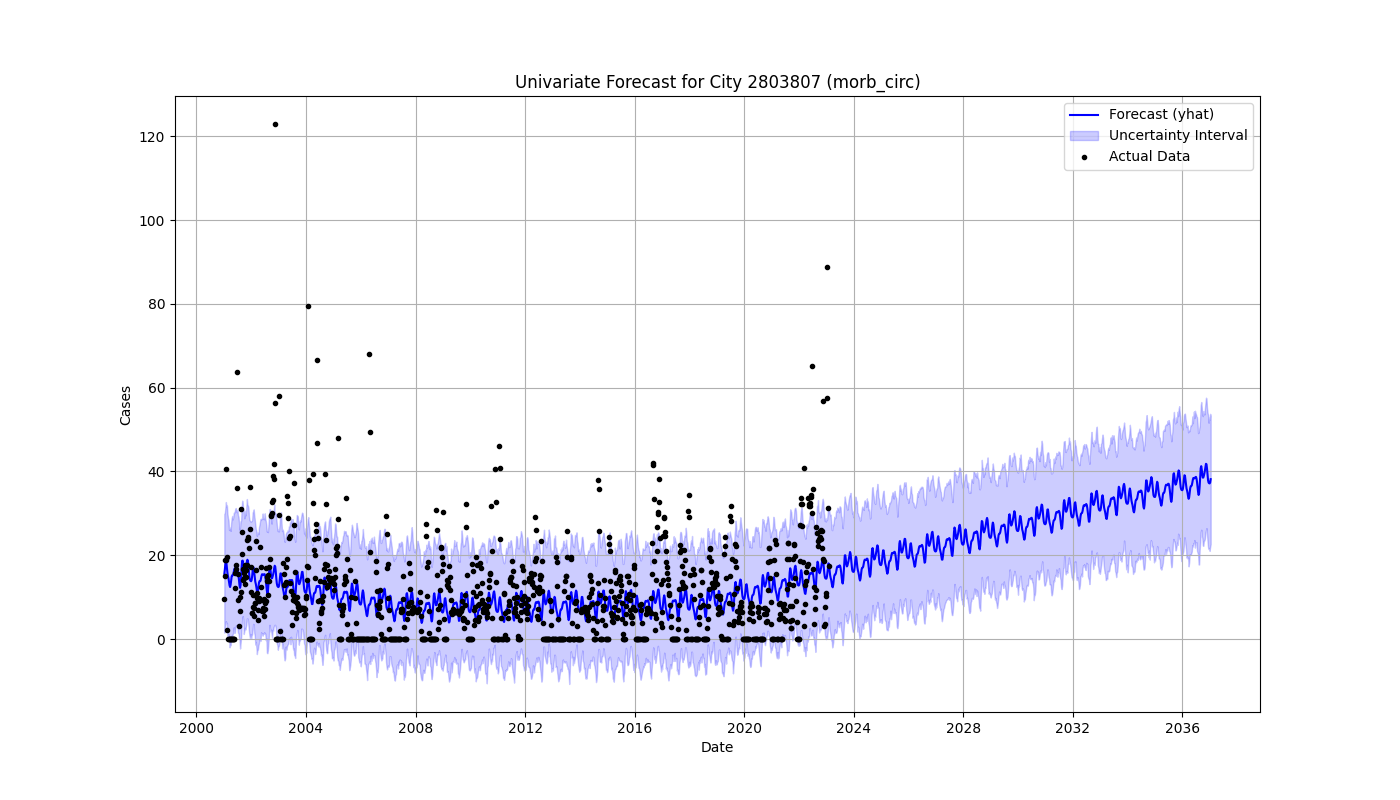 Univariate Forecast for City 2803807 (morb_circ)
Forecast (yhat)
Uncertainty Interval
Actual Data
Cases
120
100
80
60
40
20
0
2000 2004 2008 2012 2016 2020 2024 2028 2032 2036
Date